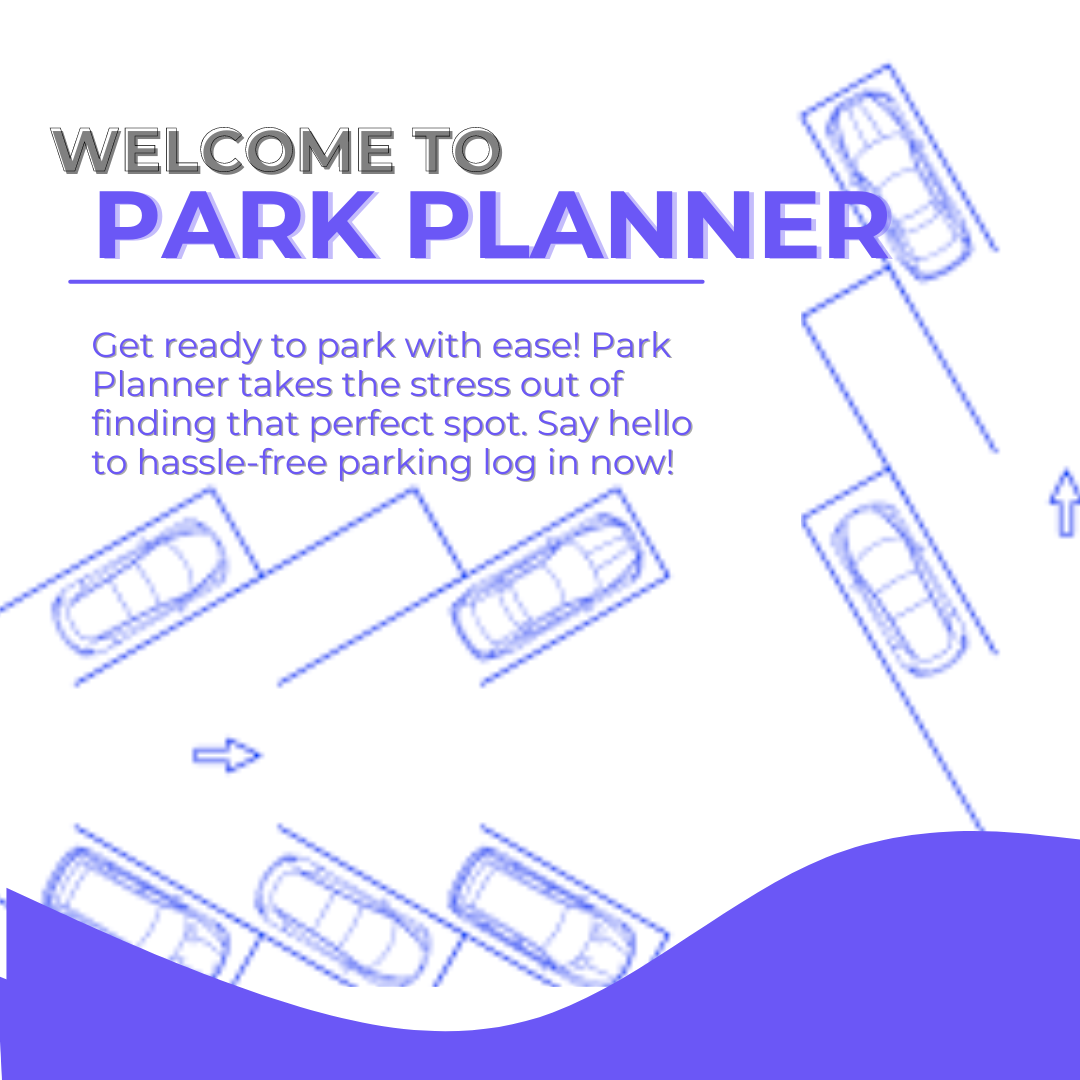 WELCOME TO
PARK PLANNER
Get ready to park with ease! Park
Planner takes the stress out of
finding that perfect spot. Say hello
to hassle-free parking log in now!